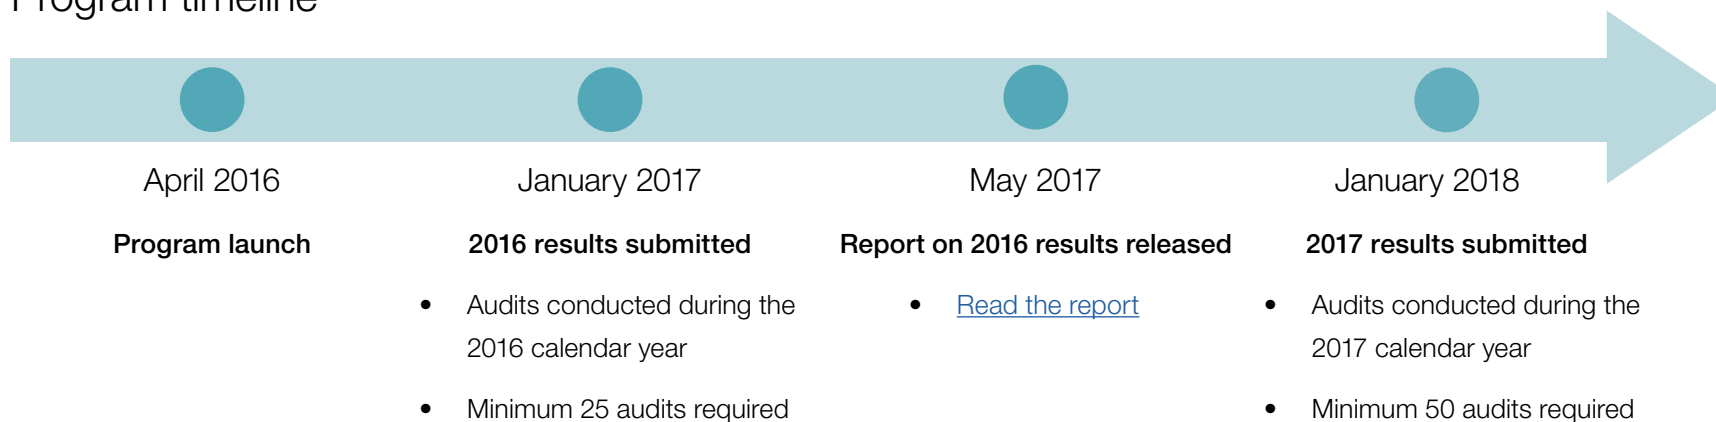 Program timeline
April 2016
Program launch
January 2017
2016 results submitted
• Audits conducted during the
2016 calendar year
• Minimum 25 audits required
May 2017
Report on 2016 results released
• Read the report
January 2018
2017 results submitted
• Audits conducted during the
2017 calendar year
• Minimum 50 audits required